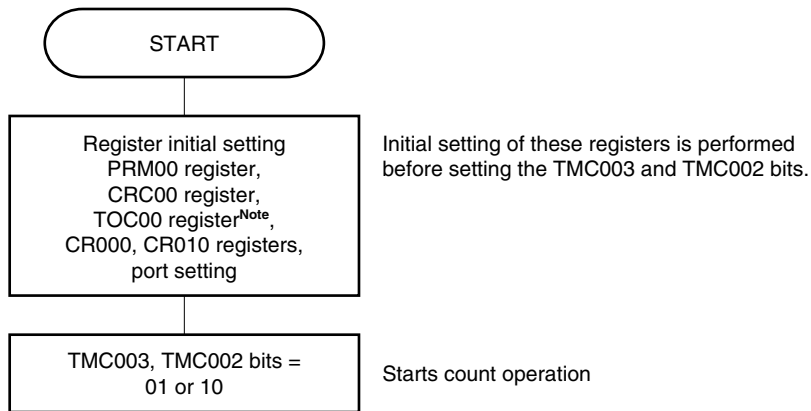 START
Register initial setting
PRM00 register,
CRC00 register,
TOC00 registerNote,
CR000, CR010 registers,
port setting
Initial setting of these registers is performed
before setting the TMC003 and TMC002 bits.
TMC003, TMC002 bits =
01 or 10
Starts count operation